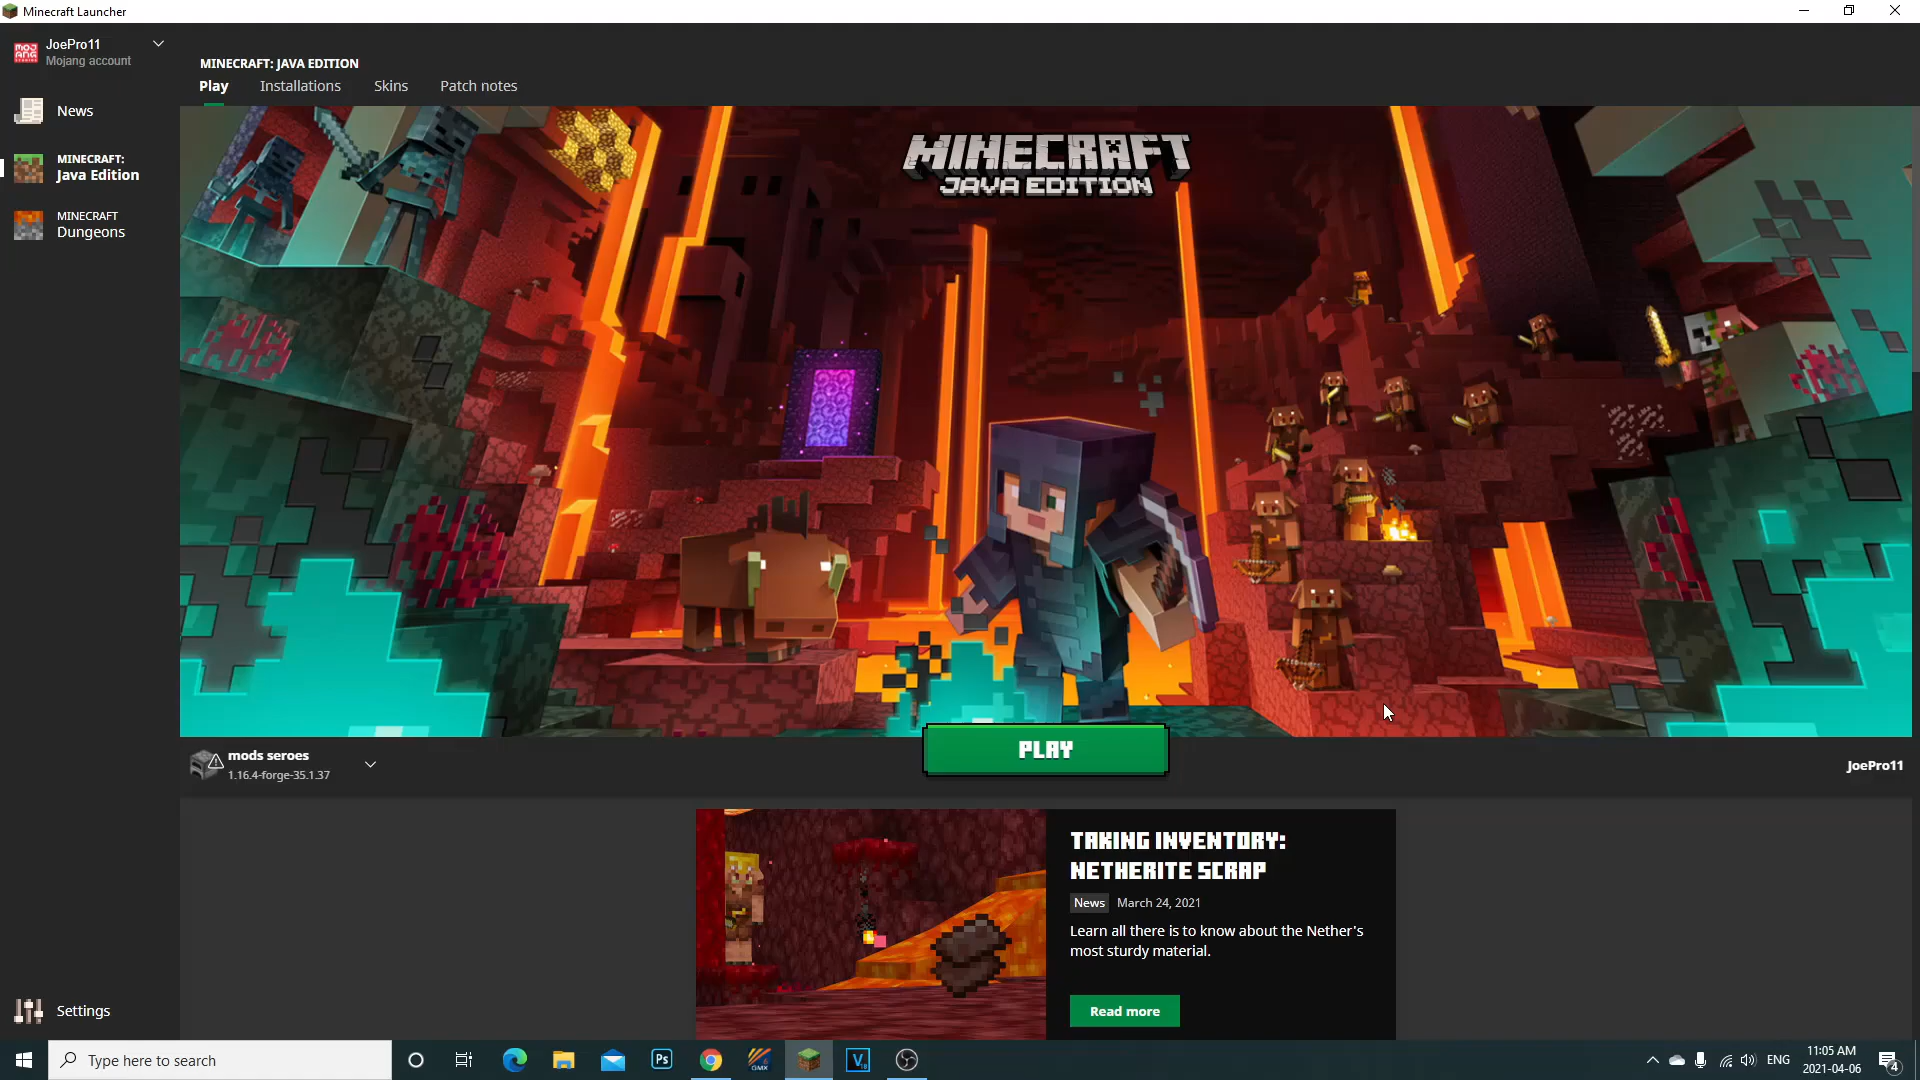 Minecraft Launcher
JoePro11
Mojang account
News
MINECRAFT:
Java Edition
MINECRAFT
Dungeons
Settings
MINECRAFT: JAVA EDITION
Play Installations Skins Patch notes
MINECRAFT
JAVA EDITION
PLAY
mods seroes
1.16.4-forge-35.1.37
JoePro11
TAKING INVENTORY:
NETHERITE SCRAP
News March 24, 2021
Learn all there is to know about the Nether's
most sturdy material.
Read more
Type here to search
Ps
ENG
11:05 AM
2021-04-06
4